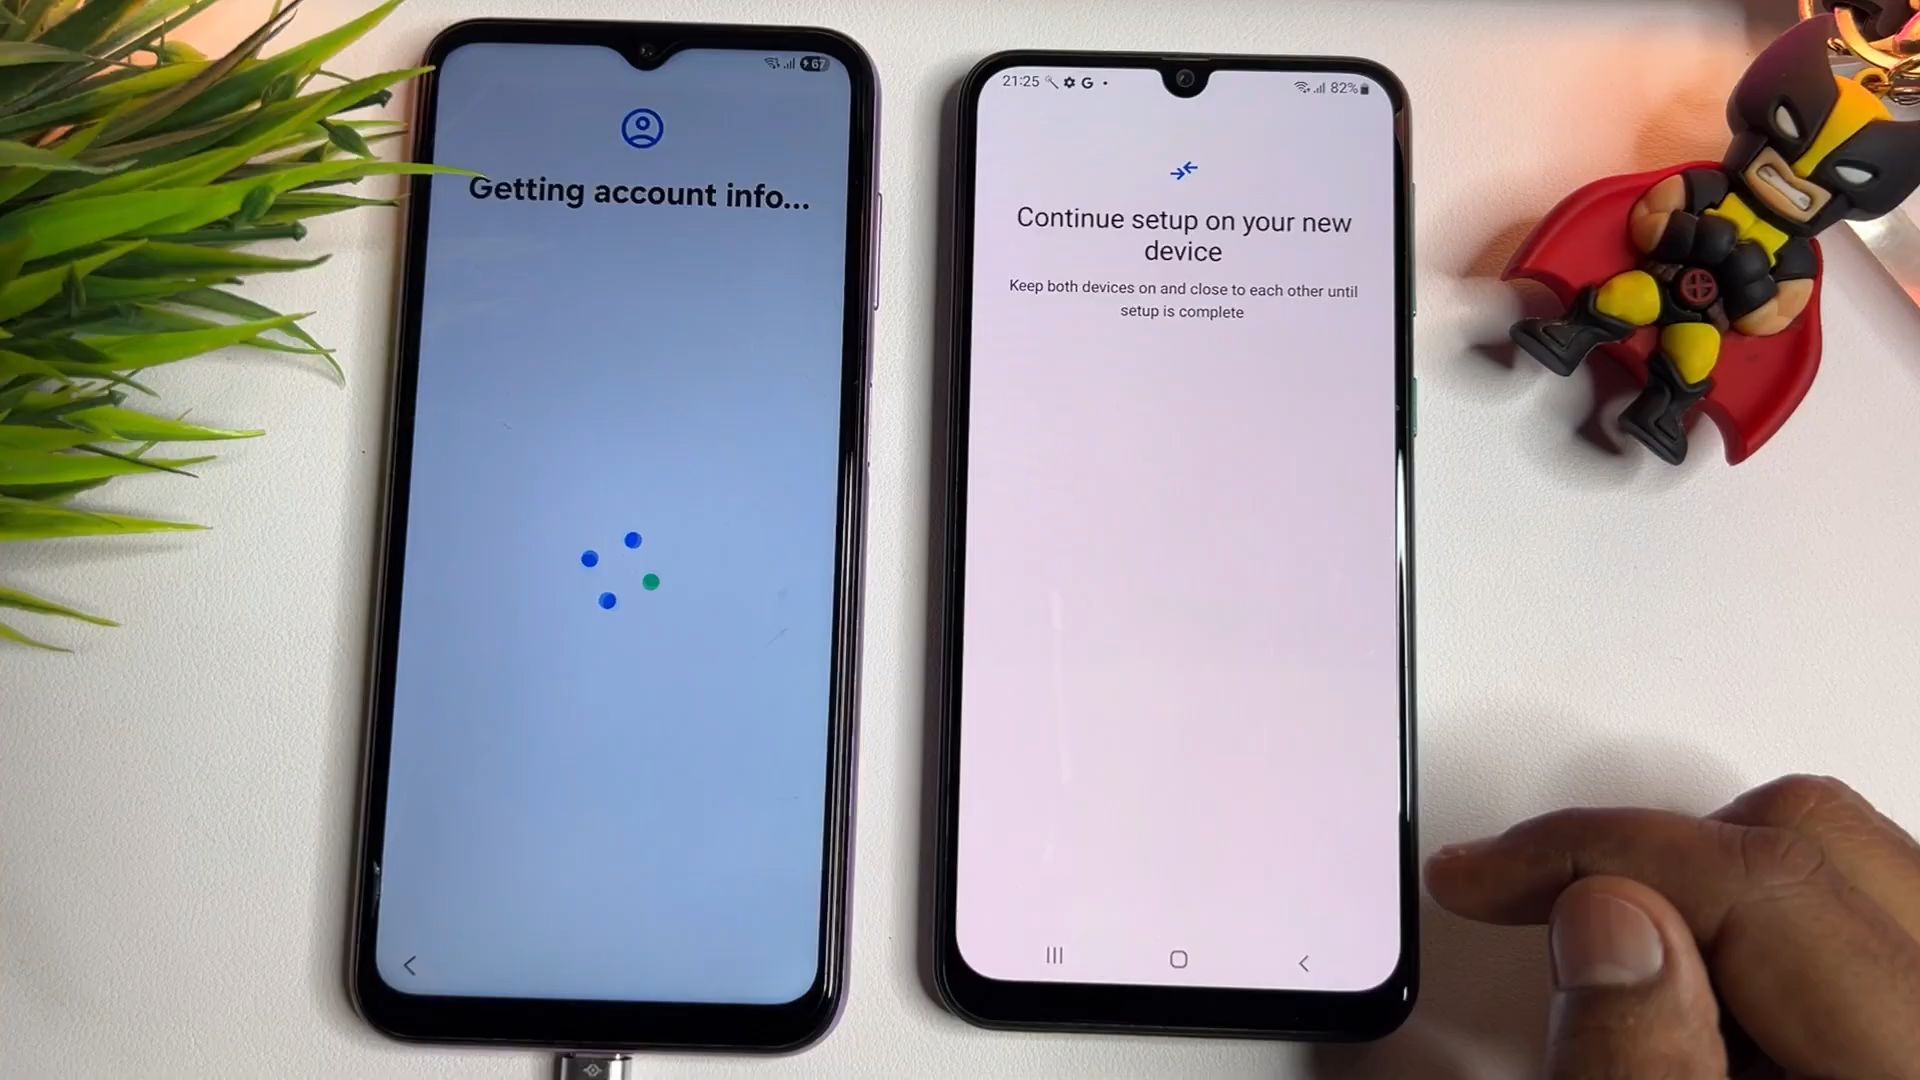 67
Getting account info...
21:25 G
82%
Continue setup on your new
device
Keep both devices on and close to each other until
setup is complete